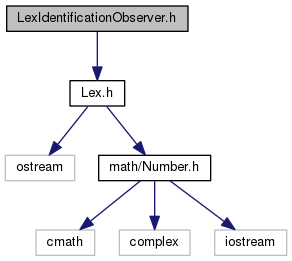 LexIdentificationObserver.h
Lex.h
ostream
math/Number.h
cmath
complex
iostream